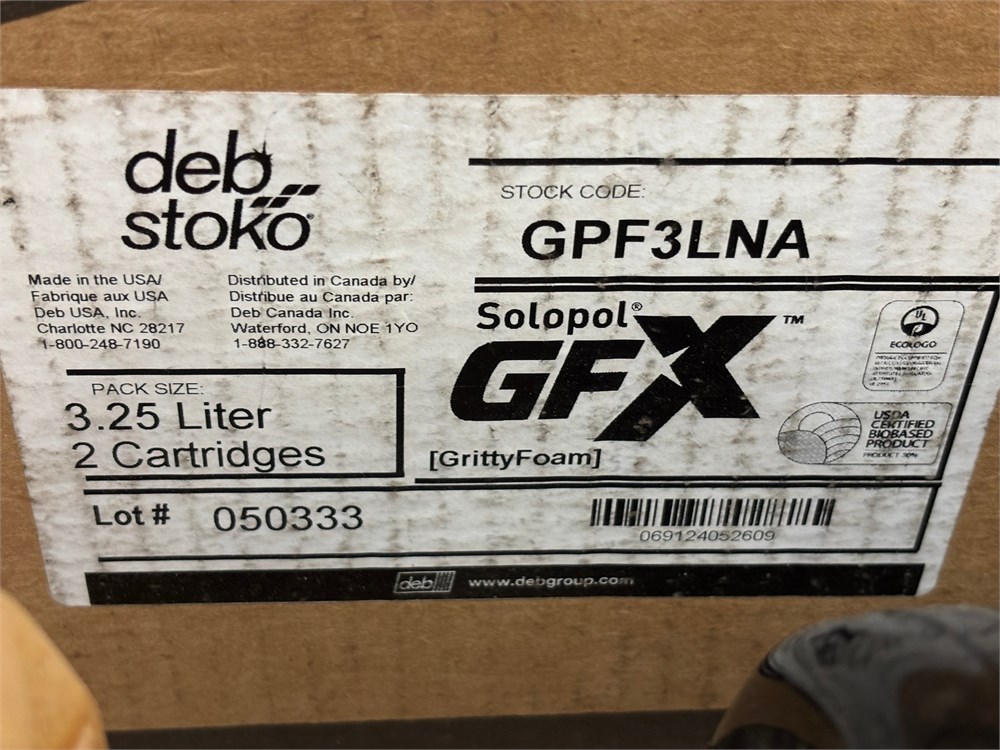 deb
stoko
Made in the USA/
Fabrique aux USA
Deb USA, Inc.
Charlotte NC 28217
1-800-248-7190
Distributed in Canada by/
Distribue au Canada par:
Deb Canada Inc.
Waterford, ON NOE 1YO
1-888-332-7627
PACK SIZE:
3.25 Liter
2 Cartridges
STOCK CODE:
GPF3LNA
Solopol®
GFX™
[GrittyFoam]
UL
ECOLOGO
USDA
CERTIFIED
BIOBASED
PRODUCT
Lot # 050333
069124052609
deb www.debgroup.com